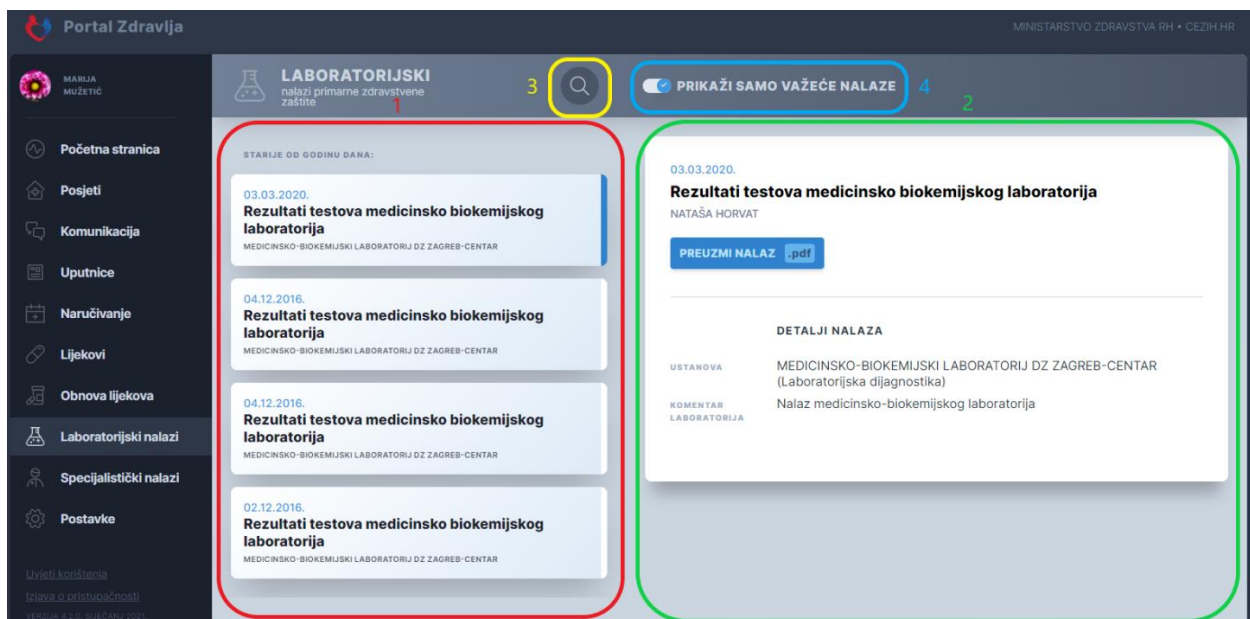 Portal Zdravlja
MINISTARSTVO ZDRAVSTVA RH • CEZIH.HR
MARIJA
MUŽETIĆ
Početna stranica
Posjeti
Komunikacija
Uputnice
Naručivanje
Lijekovi
Obnova lijekova
Laboratorijski nalazi
Specijalistički nalazi
Postavke
Uvjeti korištenja
Izjava o pristupačnosti
VERZIJA 4.2.0, SIJEČANJ 2021.
LABORATORIJSKI
nalazi primarne zdravstvene
zaštite
1
3
PRIKAŽI SAMO VAŽEĆE NALAZE
4
2
STARIJE OD GODINU DANA:
03.03.2020.
Rezultati testova medicinsko biokemijskog
laboratorija
MEDICINSKO-BIOKEMIJSKI LABORATORIJ DZ ZAGREB-CENTAR
04.12.2016.
Rezultati testova medicinsko biokemijskog
laboratorija
MEDICINSKO-BIOKEMIJSKI LABORATORIJ DZ ZAGREB-CENTAR
04.12.2016.
Rezultati testova medicinsko biokemijskog
laboratorija
MEDICINSKO-BIOKEMIJSKI LABORATORIJ DZ ZAGREB-CENTAR
02.12.2016.
Rezultati testova medicinsko biokemijskog
laboratorija
MEDICINSKO-BIOKEMIJSKI LABORATORIJ DZ ZAGREB-CENTAR
03.03.2020.
Rezultati testova medicinsko biokemijskog laboratorija
NATAŠA HORVAT
PREUZMI NALAZ .pdf
DETALJI NALAZA
USTANOVA
MEDICINSKO-BIOKEMIJSKI LABORATORIJ DZ ZAGREB-CENTAR
(Laboratorijska dijagnostika)
KOMENTAR
LABORATORIJA
Nalaz medicinsko-biokemijskog laboratorija